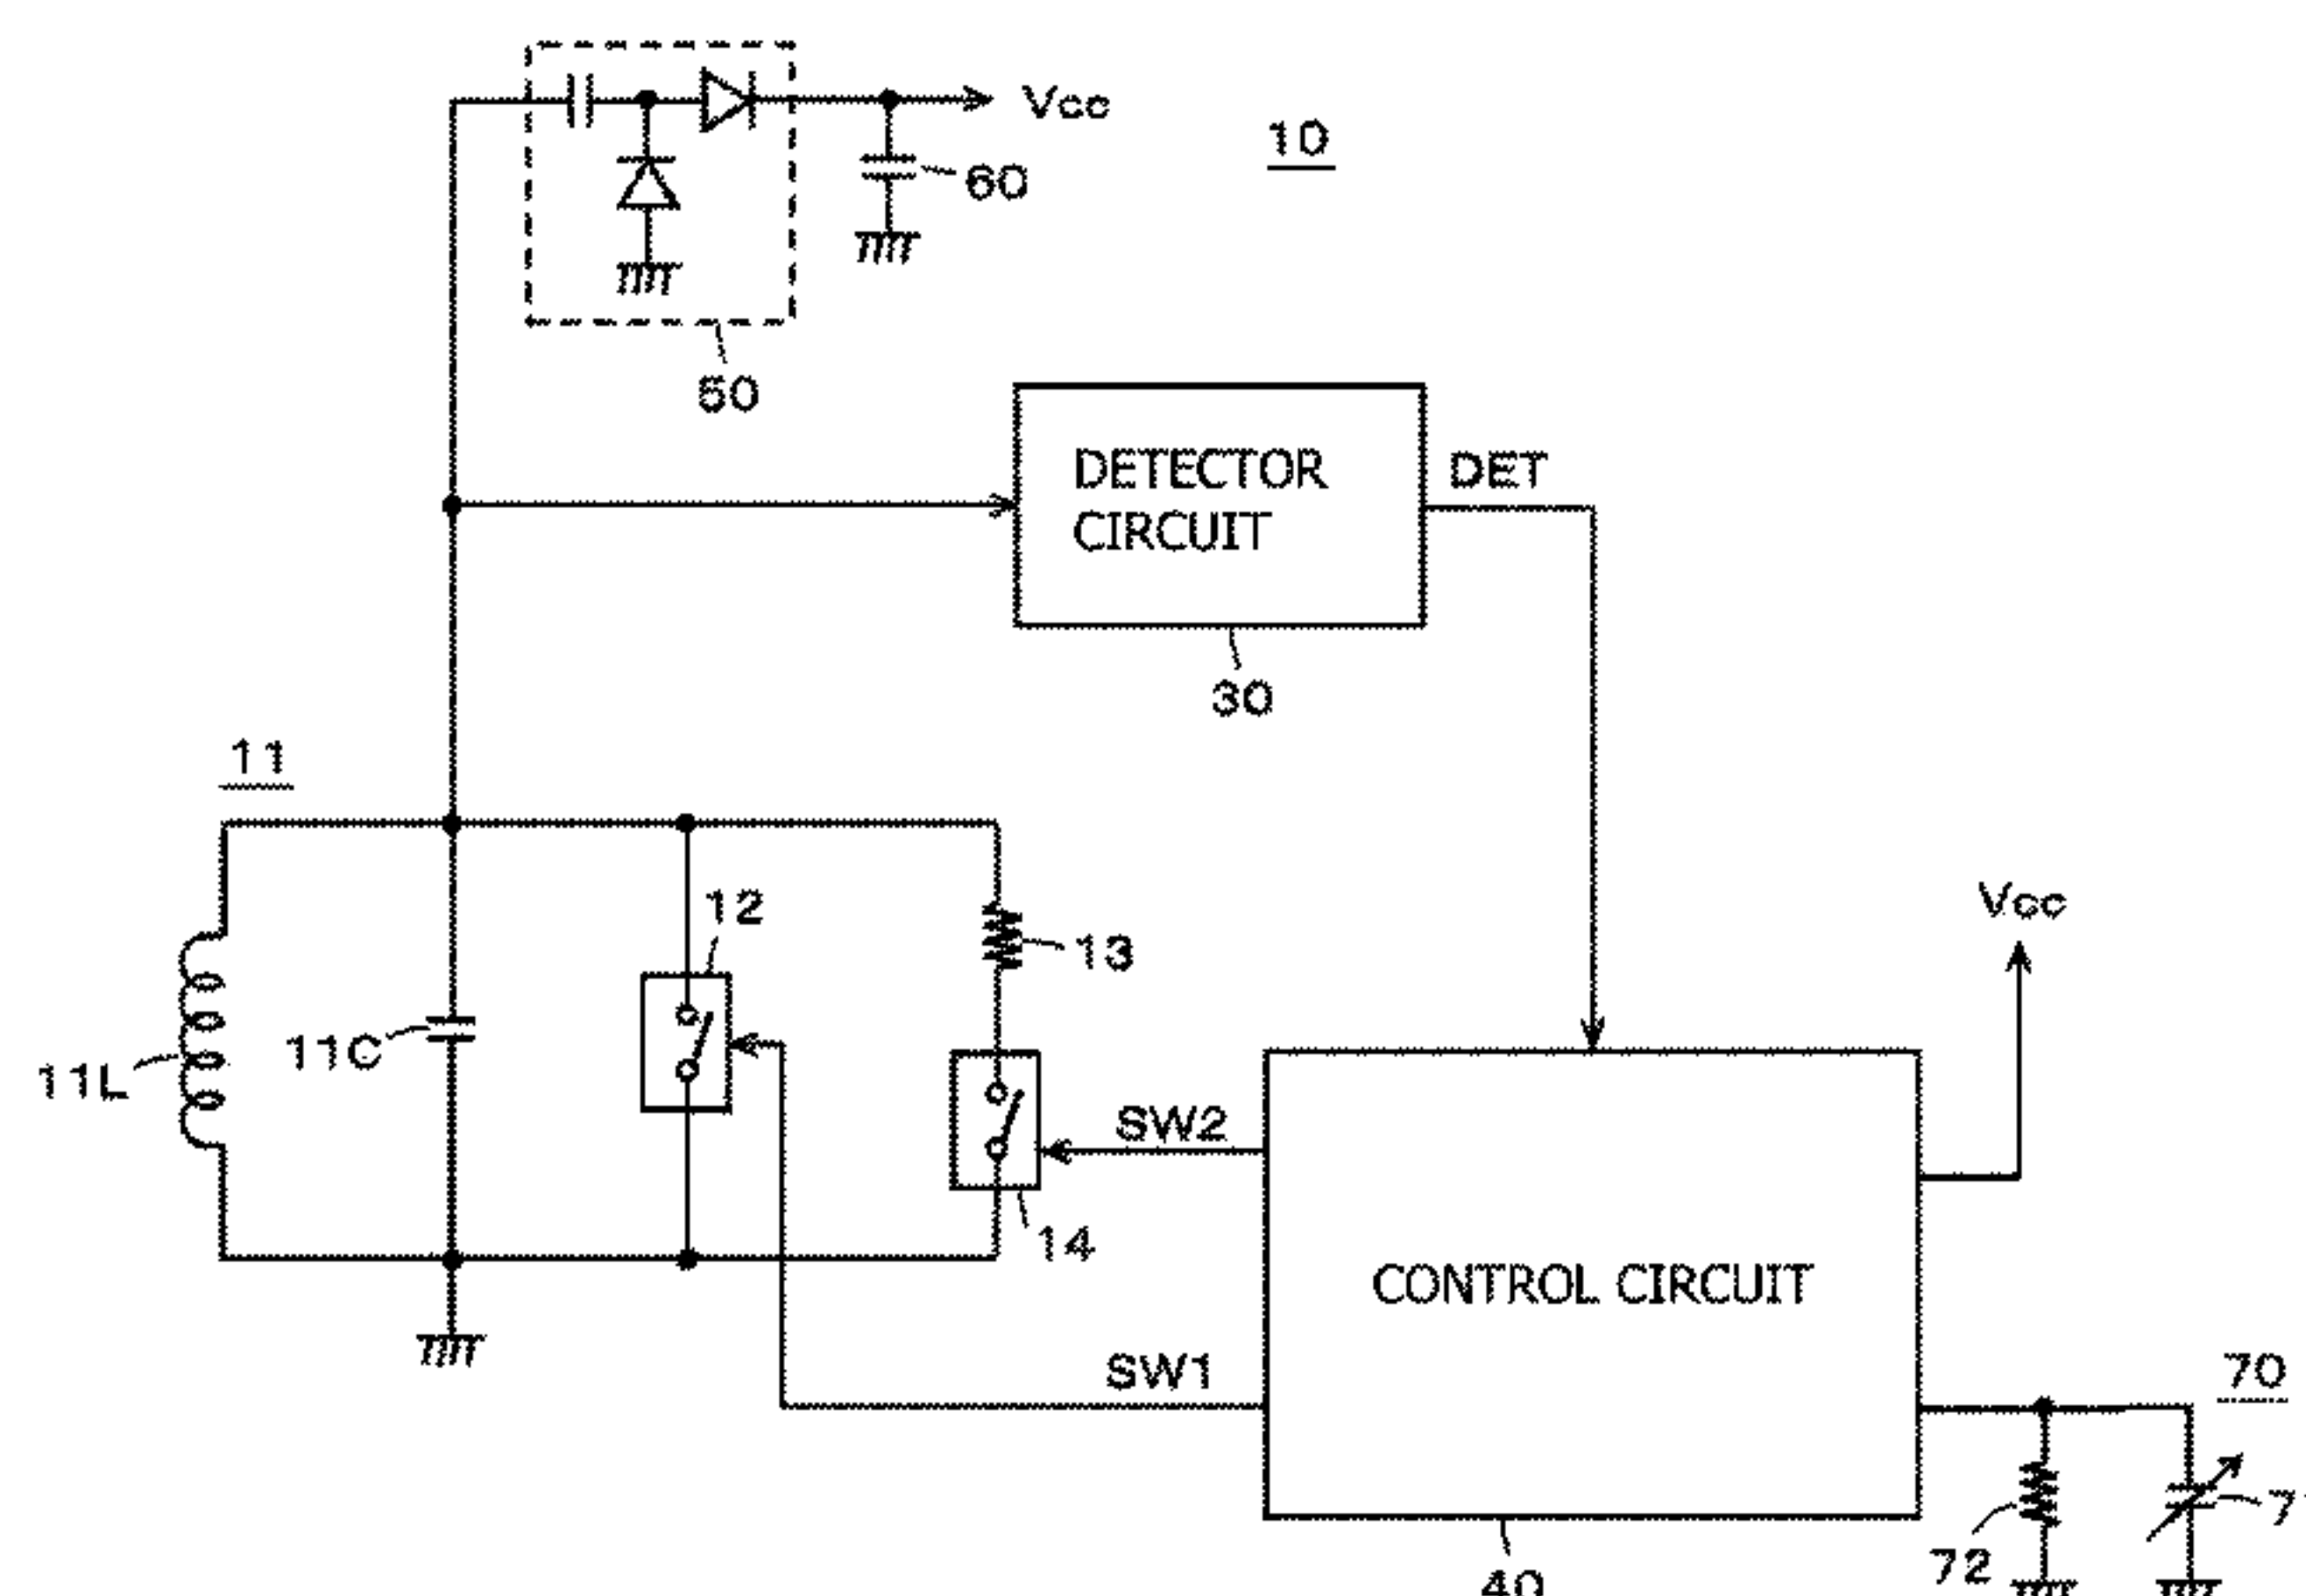 Vcc
10
60
50
DETECTOR
CIRCUIT
DET
30
11
12
13
Vcc
11C
11L
SW2
14
CONTROL CIRCUIT
SW1
70
72
40